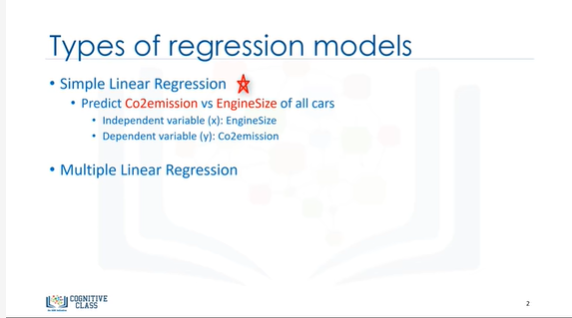 Types of regression models
• Simple Linear Regression
• Predict Co2emission vs EngineSize of all cars
• Independent variable (x): EngineSize
• Dependent variable (y): Co2emission
• Multiple Linear Regression
COGNITIVE
CLASS
2